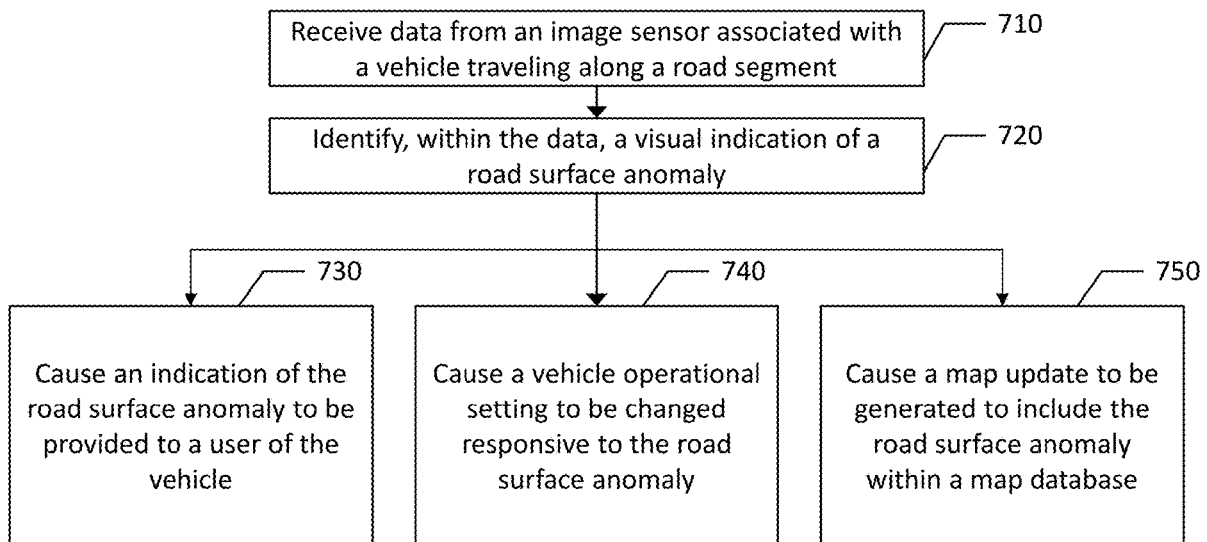 Receive data from an image sensor associated with
a vehicle traveling along a road segment
710
Identify, within the data, a visual indication of a
road surface anomaly
720
730
Cause an indication of the
road surface anomaly to be
provided to a user of the
vehicle
740
Cause a vehicle operational
setting to be changed
responsive to the road
surface anomaly
750
Cause a map update to be
generated to include the
road surface anomaly
within a map database